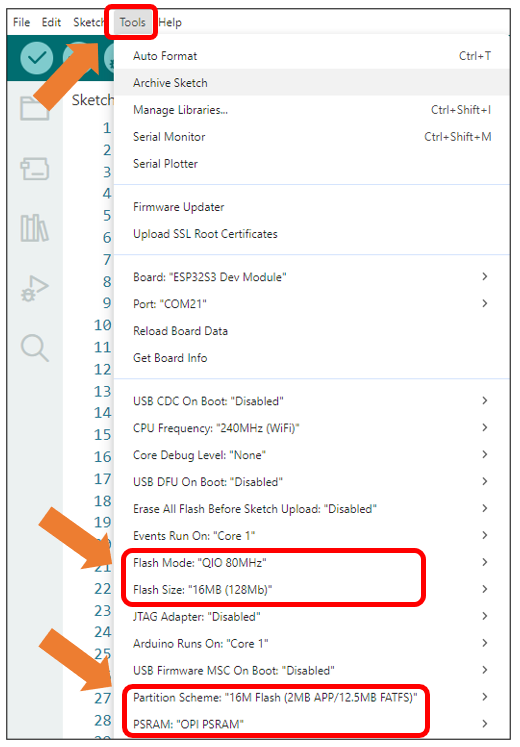 File Edit Sketch Tools Help
Auto Format Ctrl+T
Archive Sketch
Sketch
Manage Libraries... Ctrl+Shift+I
1
Serial Monitor Ctrl+Shift+M
2
Serial Plotter
3
4
Firmware Updater
5
Upload SSL Root Certificates
6
7
Board: "ESP32S3 Dev Module"
8
Port: "COM21"
9
Reload Board Data
10
Get Board Info
11
12
USB CDC On Boot: "Disabled"
13
CPU Frequency: "240MHz (WiFi)"
14
Core Debug Level: "None"
15
16
USB DFU On Boot: "Disabled"
17
Erase All Flash Before Sketch Upload: "Disabled"
18
Events Run On: "Core 1"
19
Flash Mode: "QIO 80MHz"
21
Flash Size: "16MB (128Mb)"
22
JTAG Adapter: "Disabled"
23
Arduino Runs On: "Core 1"
24
25
USB Firmware MSC On Boot: "Disabled"
Partition Scheme: "16M Flash (2MB APP/12.5MB FATFS)"
27
PSRAM: "OPI PSRAM"
28
29